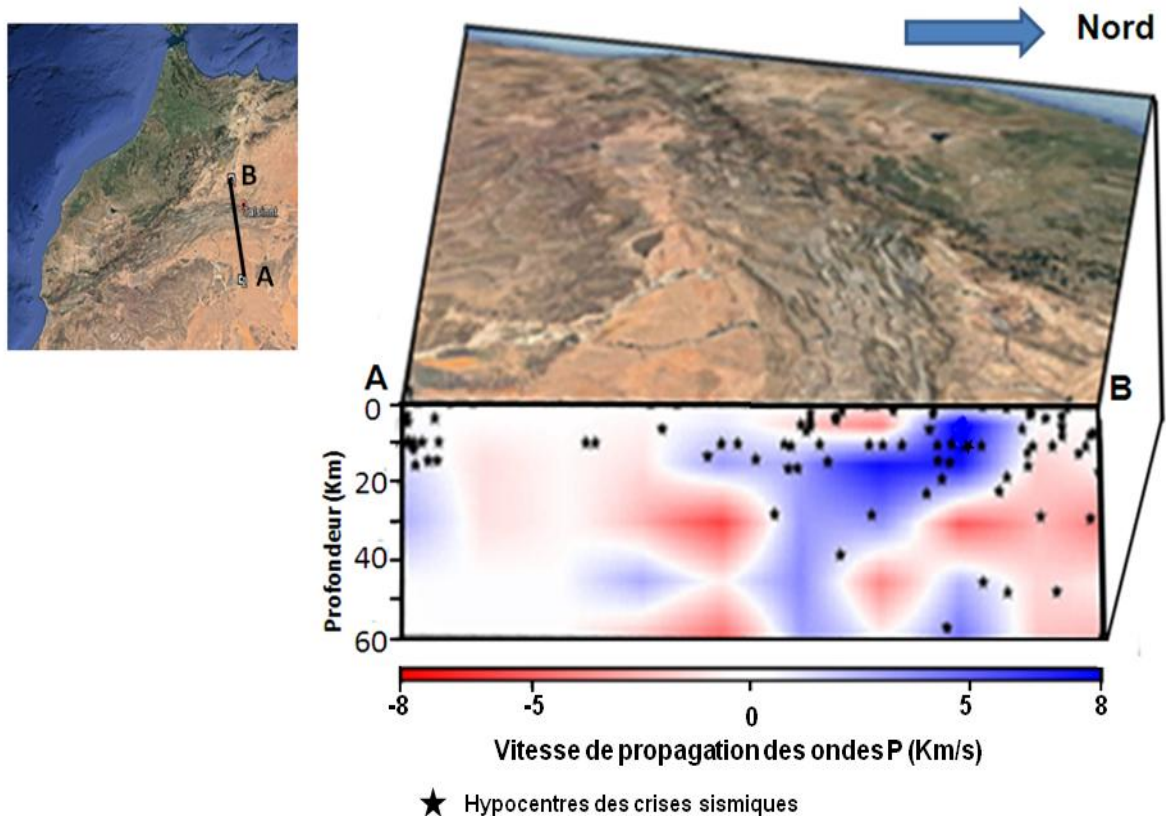 Nord
B
A
A
B
0
20
40
60
Profondeur (Km)
-8
-5
0
5
8
Vitesse de propagation des ondes P (Km/s)
★ Hypocentres des crises sismiques